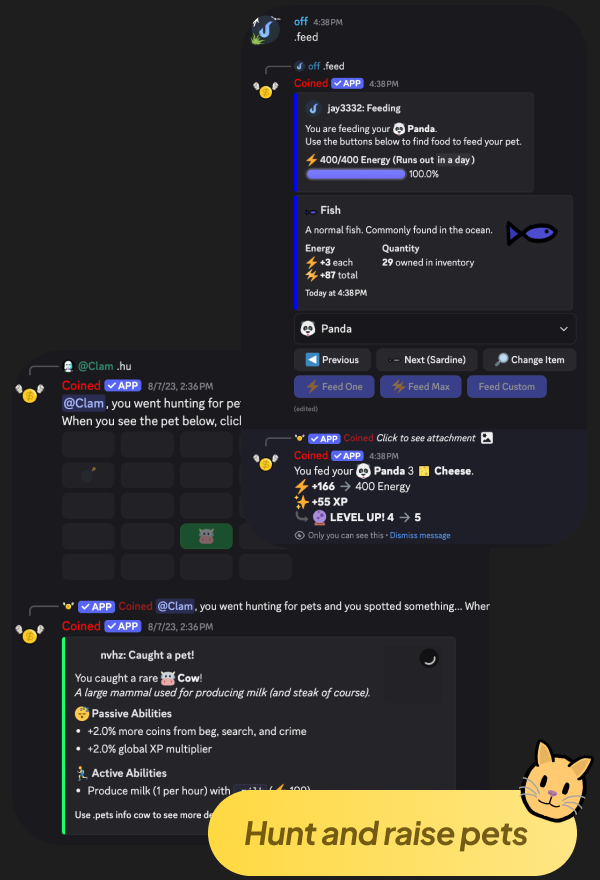 off 4:38 PM
.feed
off .feed
Coined ✓ APP 4:38 PM
jay3332: Feeding
You are feeding your 🐼 Panda.
Use the buttons below to find food to feed your pet.
⚡ 400/400 Energy (Runs out in a day)
100.0%
Fish
A normal fish. Commonly found in the ocean.
Energy Quantity
⚡ +3 each 29 owned in inventory
⚡ +87 total
Today at 4:38 PM
🐼 Panda
◀ Previous Next (Sardine) 🔎 Change Item
⚡ Feed One ⚡ Feed Max Feed Custom
(edited)
✓ APP Coined Click to see attachment
Coined ✓ APP 4:38 PM
You fed your 🐼 Panda 3 🧀 Cheese.
⚡ +166 → 400 Energy
✨ +55 XP
🔮 LEVEL UP! 4 → 5
Only you can see this • Dismiss message
@Clam .hu
Coined ✓ APP 8/7/23, 2:36 PM
@Clam, you went hunting for pet
When you see the pet below, click
✓ APP Coined @Clam, you went hunting for pets and you spotted something... When
Coined ✓ APP 8/7/23, 2:36 PM
nvhz: Caught a pet!
You caught a rare 🐮 Cow!
A large mammal used for producing milk (and steak of course).
😴 Passive Abilities
• +2.0% more coins from beg, search, and crime
• +2.0% global XP multiplier
Active Abilities
• Produce milk (1 per hour) with
Use .pets info cow to see more de
Hunt and raise pets